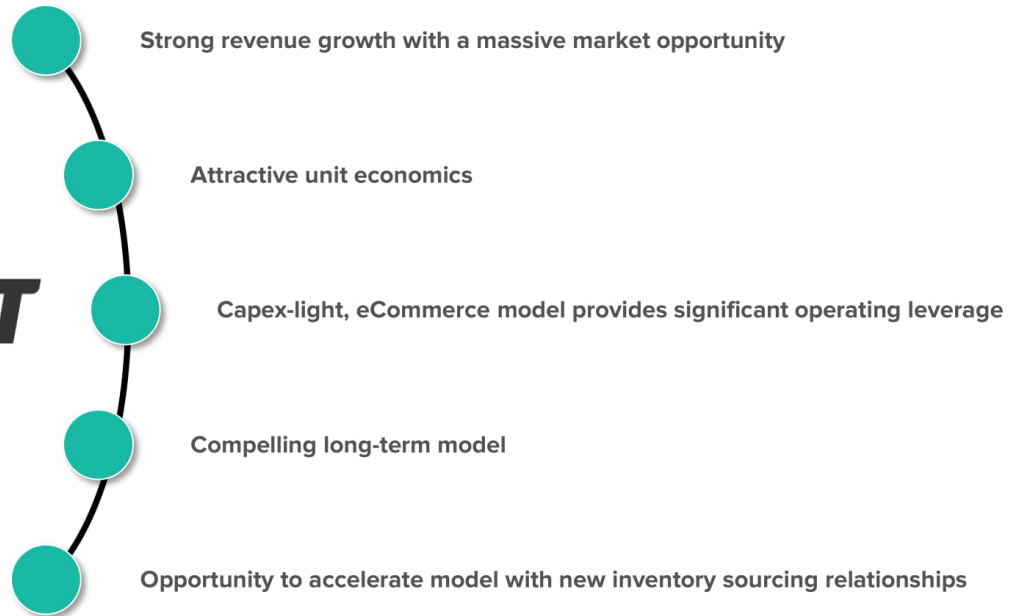 Strong revenue growth with a massive market opportunity
Attractive unit economics
T
Capex-light, eCommerce model provides significant operating leverage
Compelling long-term model
Opportunity to accelerate model with new inventory sourcing relationships